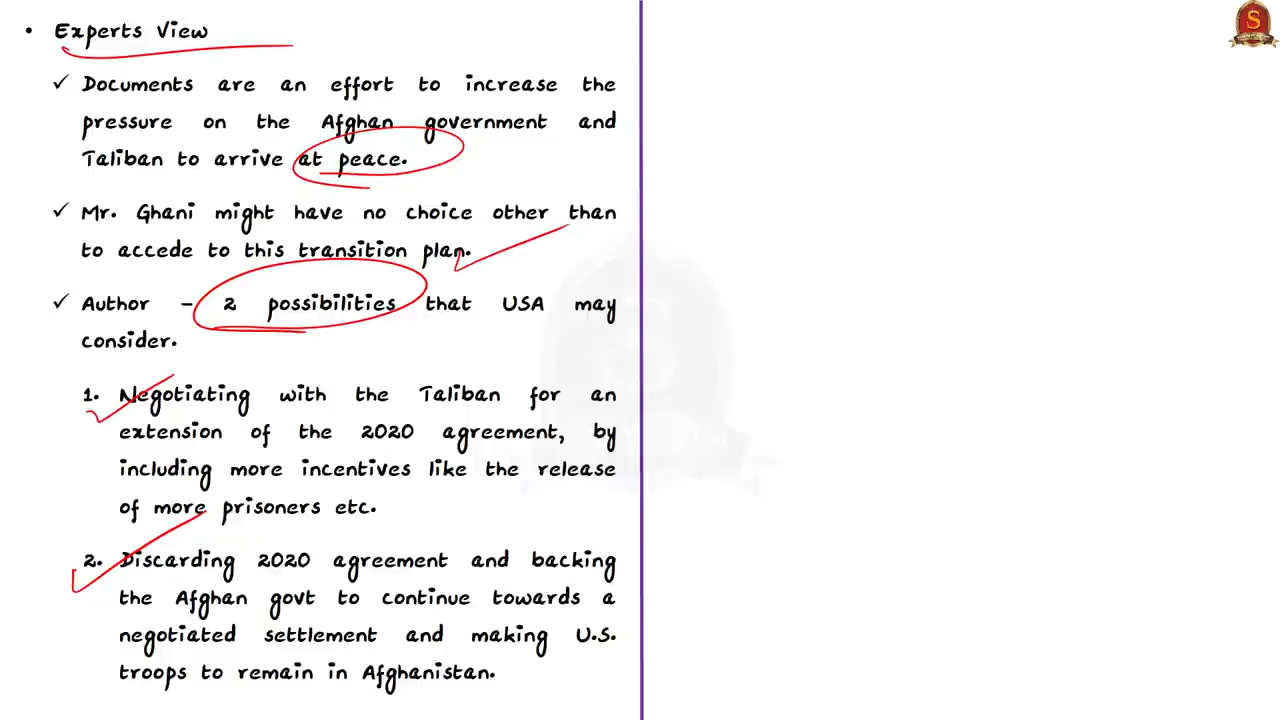 • Experts View
✓ Documents are an effort to increase the
pressure on the Afghan government and
Taliban to arrive at peace.
✓ Mr. Ghani might have no choice other than
to accede to this transition plan.
✓ Author – 2 possibilities that USA may
consider.
1. Negotiating with the Taliban for an
extension of the 2020 agreement, by
including more incentives like the release
of more prisoners etc.
2. Discarding 2020 agreement and backing
the Afghan govt to continue towards a
negotiated settlement and making U.S.
troops to remain in Afghanistan.
S